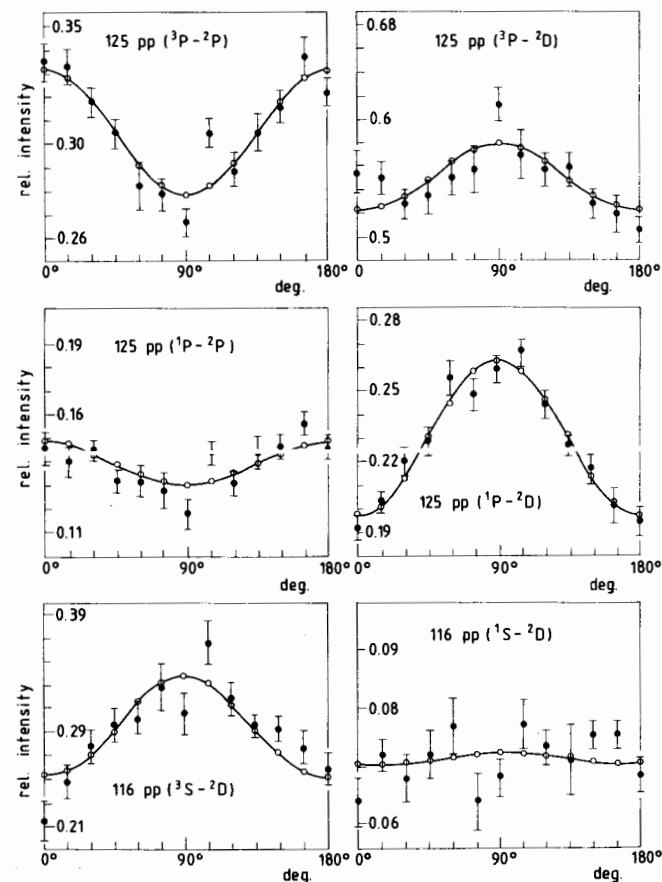 0.35
125 pp (³P-²P)
rel. intensity
0.30
0.26
0° 90° 180°
deg.
0.68
125 pp (³P-²D)
0.6
0.5
0° 90° 180°
deg.
0.19
125 pp (¹P-²P)
rel. intensity
0.16
0.11
0° 90° 180°
deg.
0.28
0.25
0.22
125 pp (¹P-²D)
0.19
0° 90° 180°
deg.
0.39
rel. intensity
0.29
116 pp (³S-²D)
0.21
0° 90° 180°
deg.
116 pp (¹S-²D)
0.09
0.08
0.06
0° 90° 180°
deg.